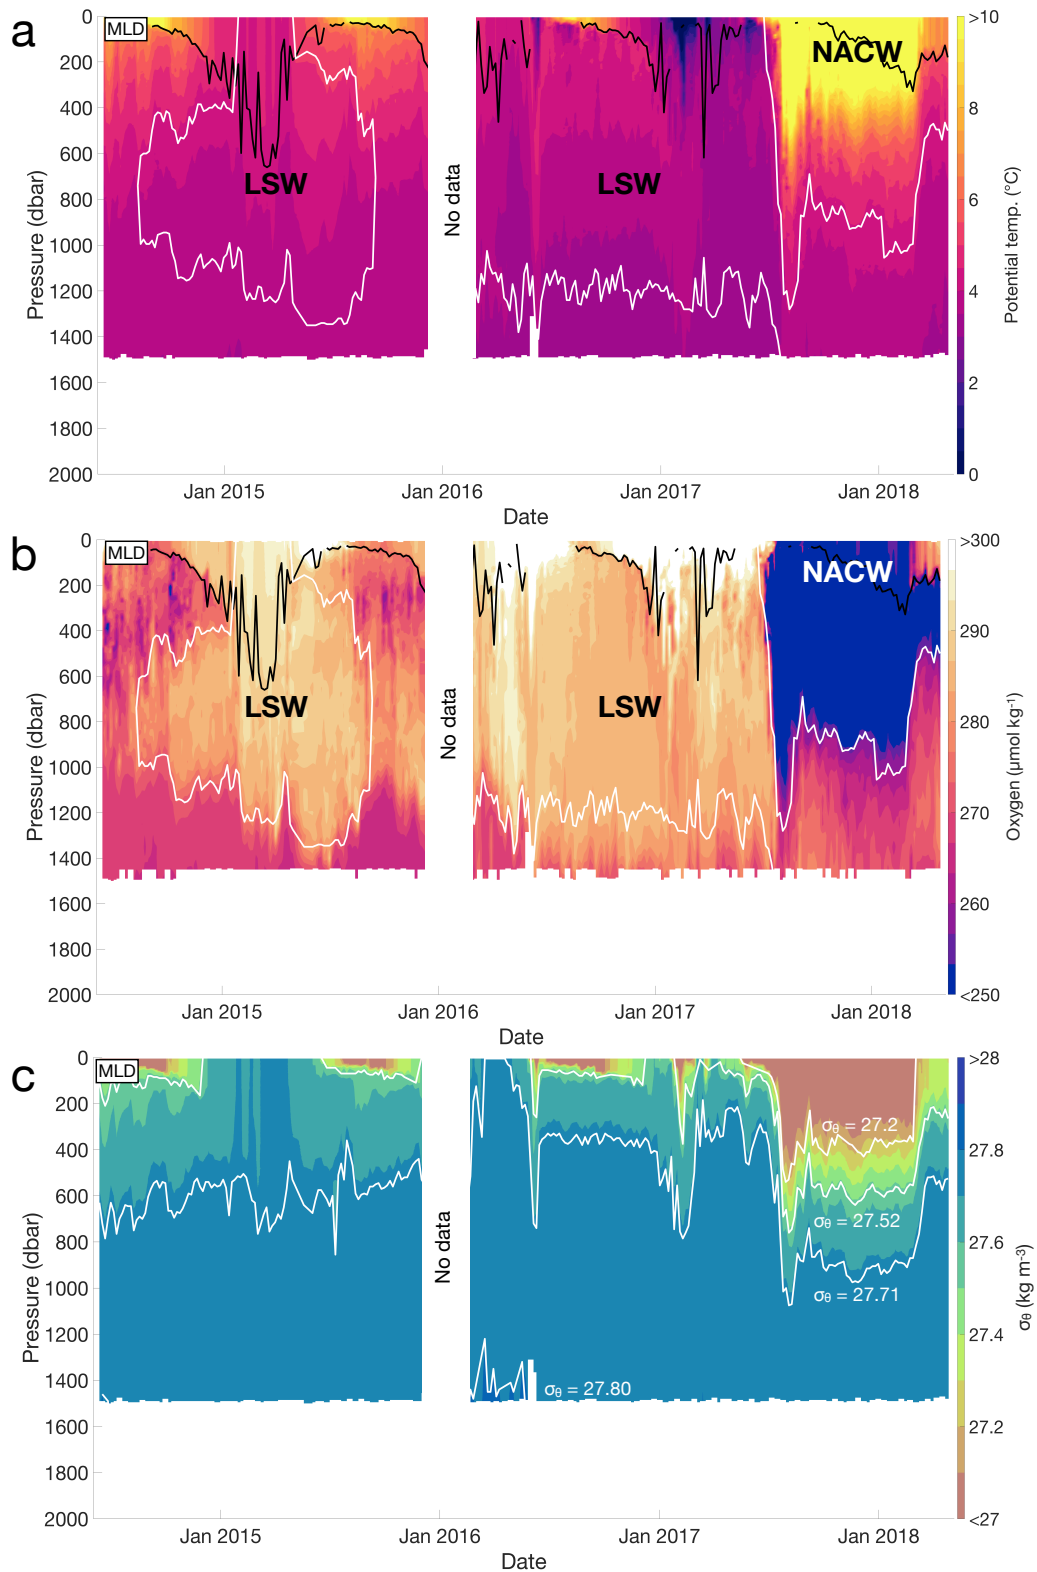 a
MLD
NACW
LSW
LSW
No data
0
200
400
600
800
1000
1200
1400
1600
1800
2000
Pressure (dbar)
Jan 2015
Jan 2016
Jan 2017
Jan 2018
Date
>10
8
6
4
2
0
Potential temp. (°C)
b
MLD
NACW
LSW
LSW
No data
0
200
400
600
800
1000
1200
1400
1600
1800
2000
Pressure (dbar)
Jan 2015
Jan 2016
Jan 2017
Jan 2018
Date
>300
290
280
270
260
<250
Oxygen (μmol kg⁻¹)
c
MLD
σθ = 27.2
σθ = 27.52
σθ = 27.71
σθ = 27.80
No data
0
200
400
600
800
1000
1200
1400
1600
1800
2000
Pressure (dbar)
Jan 2015
Jan 2016
Jan 2017
Jan 2018
Date
>28
27.8
27.6
27.4
27.2
<27
σθ (kg m⁻³)